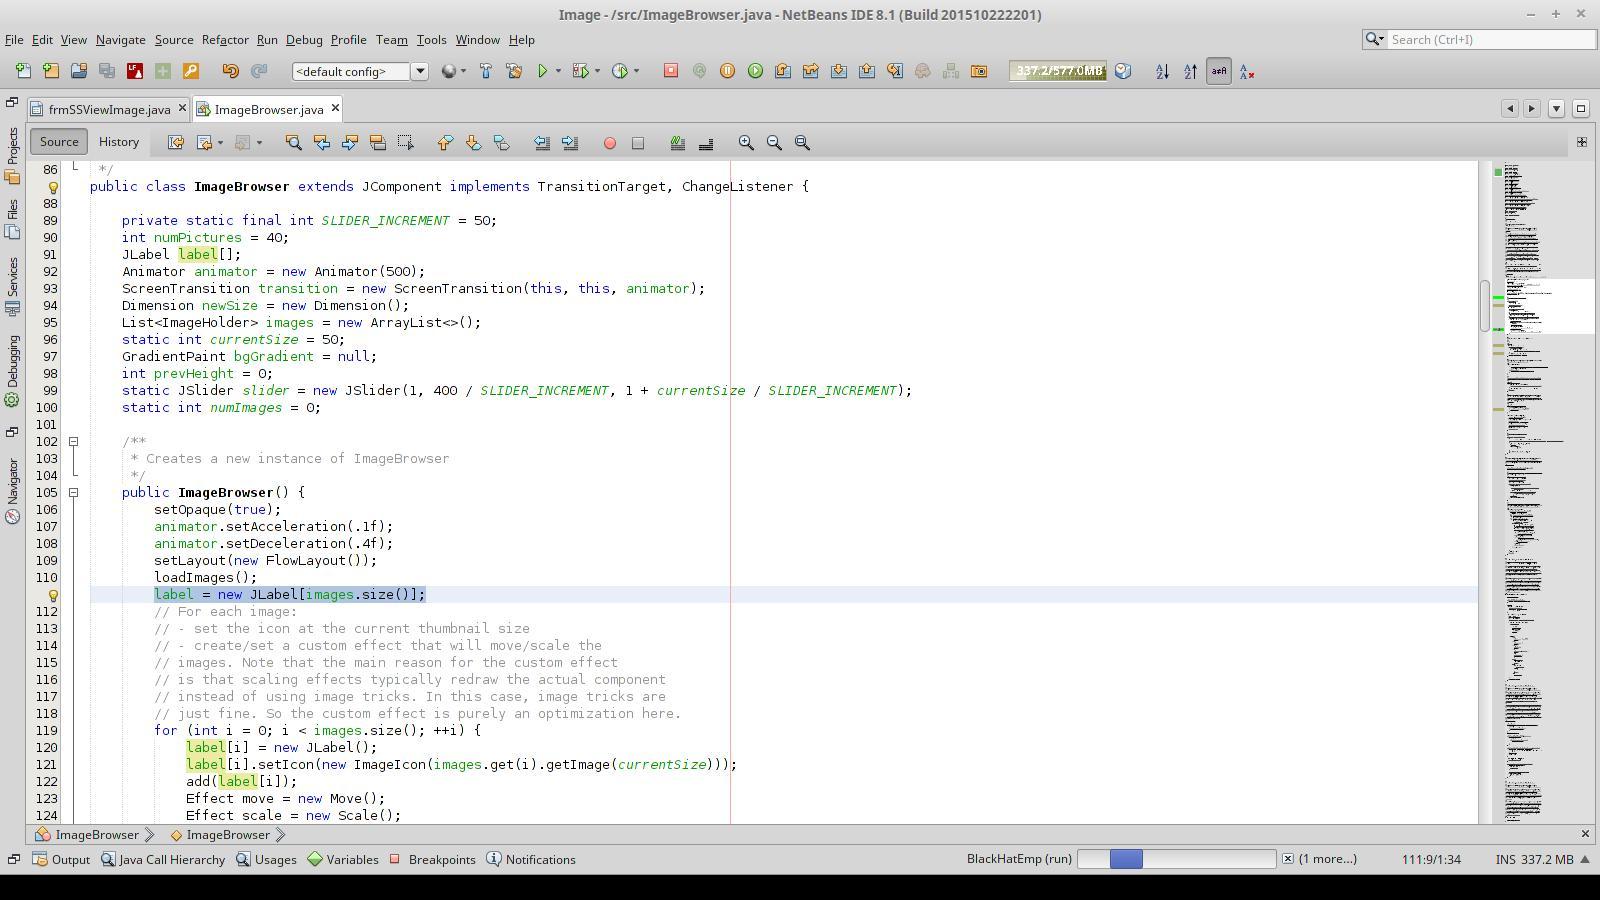 Image - /src/ImageBrowser.java - NetBeans IDE 8.1 (Build 201510222201)
File Edit View Navigate Source Refactor Run Debug Profile Team Tools Window Help
Search (Ctrl+I)
<default config>
337.2/577.0MB
frmSSViewImage.java
ImageBrowser.java
Source History
Projects
Files
Services
Debugging
Navigator
86 */
public class ImageBrowser extends JComponent implements TransitionTarget, ChangeListener {
88
89 private static final int SLIDER_INCREMENT = 50;
90 int numPictures = 40;
91 JLabel label[];
92 Animator animator = new Animator(500);
93 ScreenTransition transition = new ScreenTransition(this, this, animator);
94 Dimension newSize = new Dimension();
95 List<ImageHolder> images = new ArrayList<>();
96 static int currentSize = 50;
97 GradientPaint bgGradient = null;
98 int prevHeight = 0;
99 static JSlider slider = new JSlider(1, 400 / SLIDER_INCREMENT, 1 + currentSize / SLIDER_INCREMENT);
100 static int numImages = 0;
101
102 /**
103 * Creates a new instance of ImageBrowser
104 */
105 public ImageBrowser() {
106 setOpaque(true);
107 animator.setAcceleration(.1f);
108 animator.setDeceleration(.4f);
109 setLayout(new FlowLayout());
110 loadImages();
label = new JLabel[images.size()];
112 // For each image:
113 // - set the icon at the current thumbnail size
114 // - create/set a custom effect that will move/scale the
115 // images. Note that the main reason for the custom effect
116 // is that scaling effects typically redraw the actual component
117 // instead of using image tricks. In this case, image tricks are
118 // just fine. So the custom effect is purely an optimization here.
119 for (int i = 0; i < images.size(); ++i) {
120 label[i] = new JLabel();
121 label[i].setIcon(new ImageIcon(images.get(i).getImage(currentSize)));
122 add(label[i]);
123 Effect move = new Move();
124 Effect scale = new Scale();
ImageBrowser ImageBrowser
Output Java Call Hierarchy Usages Variables Breakpoints Notifications BlackHatEmp (run) (1 more...) 111:9/1:34 INS 337.2 MB